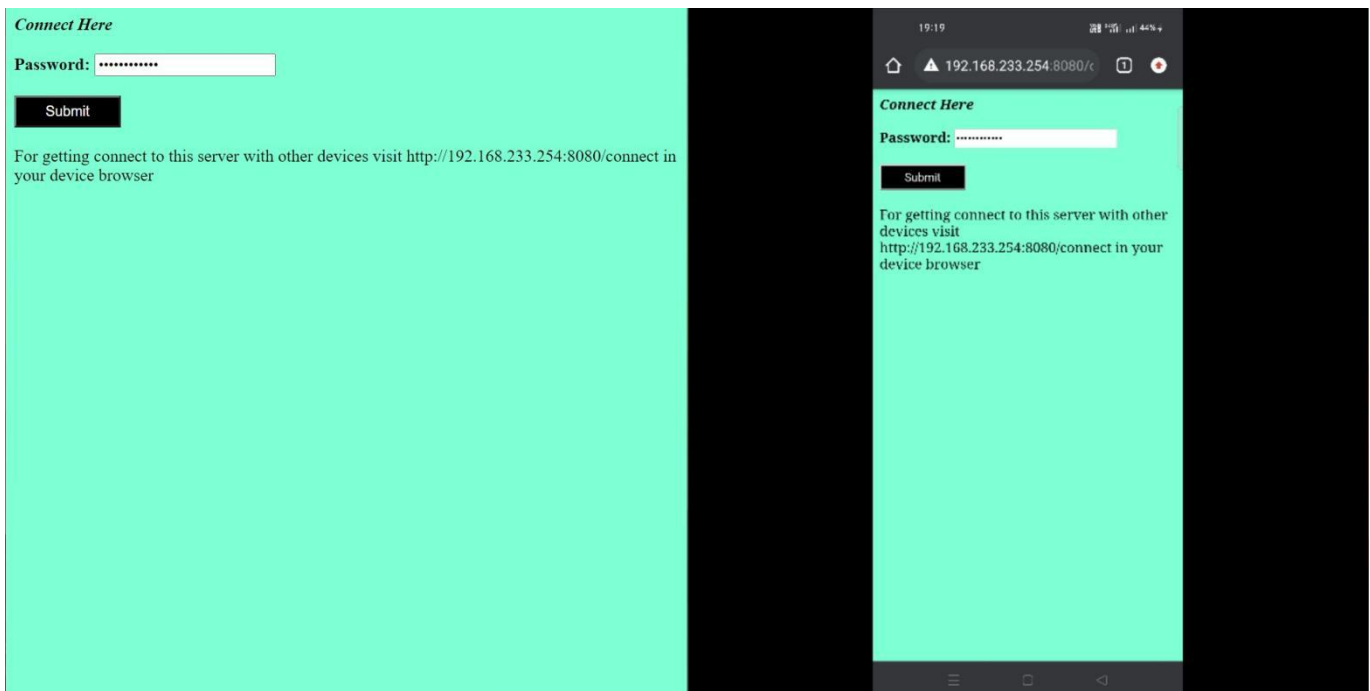 Connect Here
Password: ••••••••••••
Submit
For getting connect to this server with other devices visit http://192.168.233.254:8080/connect in
your device browser
19:19
44%
192.168.233.254:8080/c
1
Connect Here
Password: ••••••••••••
Submit
For getting connect to this server with other
devices visit
http://192.168.233.254:8080/connect in your
device browser